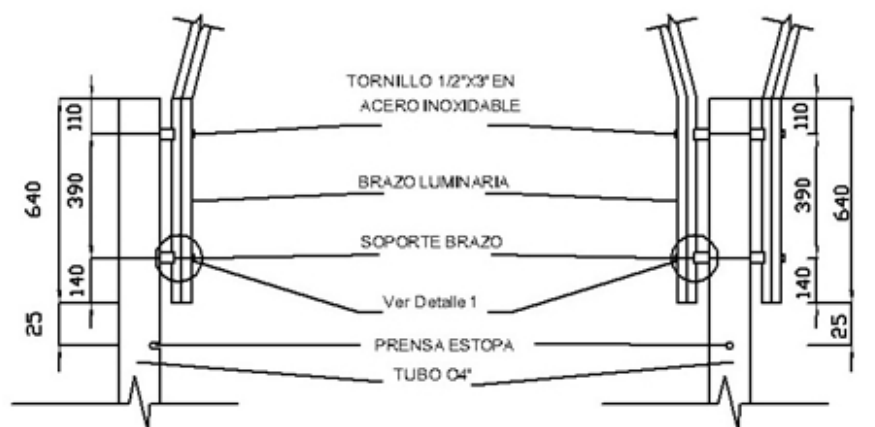 TORNILLO 1/2"X3" EN
ACERO INOXIDABLE
BRAZO LUMINARIA
SOPORTE BRAZO
Ver Detalle 1
PRENSA ESTOPA
TUBO O4"
110
390
640
140
25
110
390
640
140
25